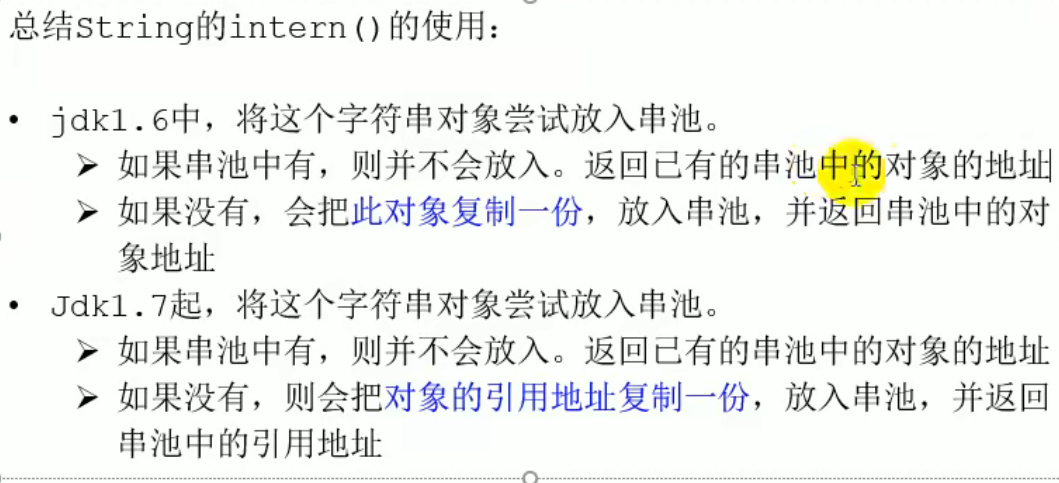 总结String的intern()的使用：
• jdk1.6中，将这个字符串对象尝试放入串池。
➢ 如果串池中有，则并不会放入。返回已有的串池中的对象的地址
➢ 如果没有，会把此对象复制一份，放入串池，并返回串池中的对
象地址
• Jdk1.7起，将这个字符串对象尝试放入串池。
➢ 如果串池中有，则并不会放入。返回已有的串池中的对象的地址
➢ 如果没有，则会把对象的引用地址复制一份，放入串池，并返回
串池中的引用地址